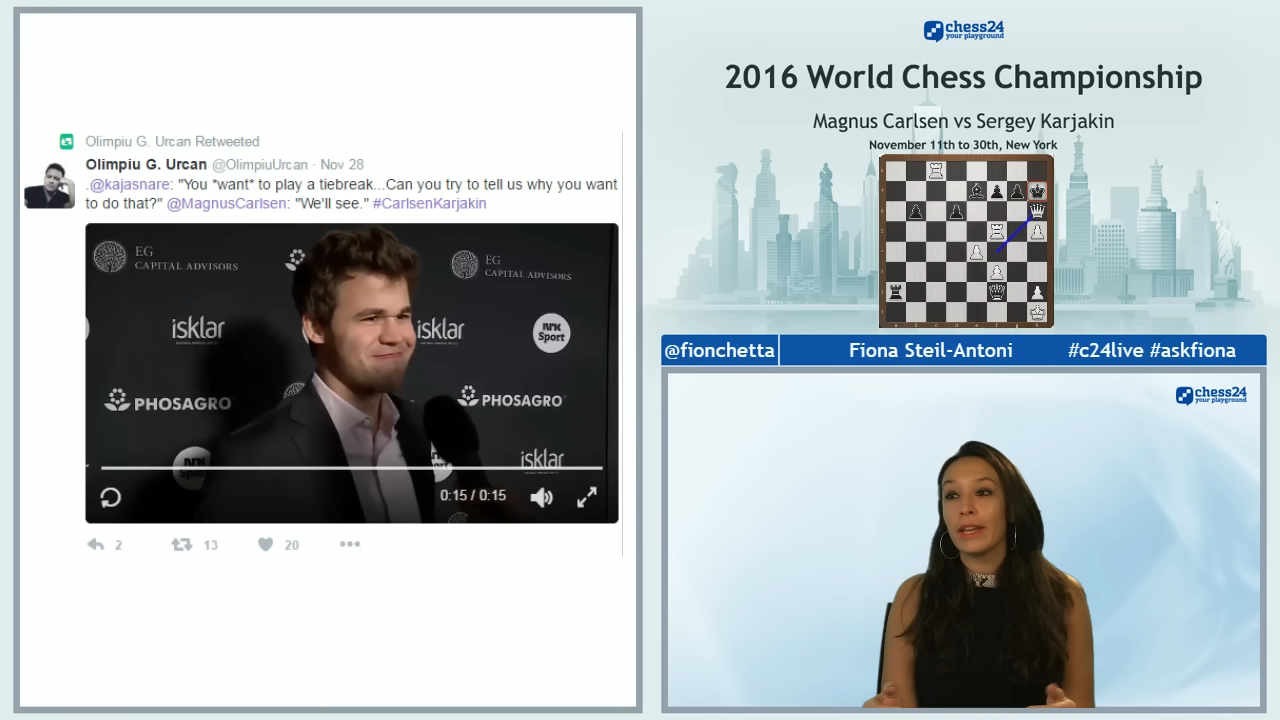 Olimpiu G. Urcan Retweeted
Olimpiu G. Urcan @OlimpiuUrcan · Nov 28
.@kajasnare: "You *want* to play a tiebreak...Can you try to tell us why you want
to do that?" @MagnusCarlsen: "We'll see." #CarlsenKarjakin
EG
CAPITAL ADVISORS
EG
CAPITAL ADVISORS
isklar
isklar
NRK
Sport
PHOSAGRO
PHOSAGRO
isklar
0:15 / 0:15
2
13
20
chess24
your playground
2016 World Chess Championship
Magnus Carlsen vs Sergey Karjakin
November 11th to 30th, New York
@fionchetta
Fiona Steil-Antoni
#c24live #askfiona
chess24
your playground